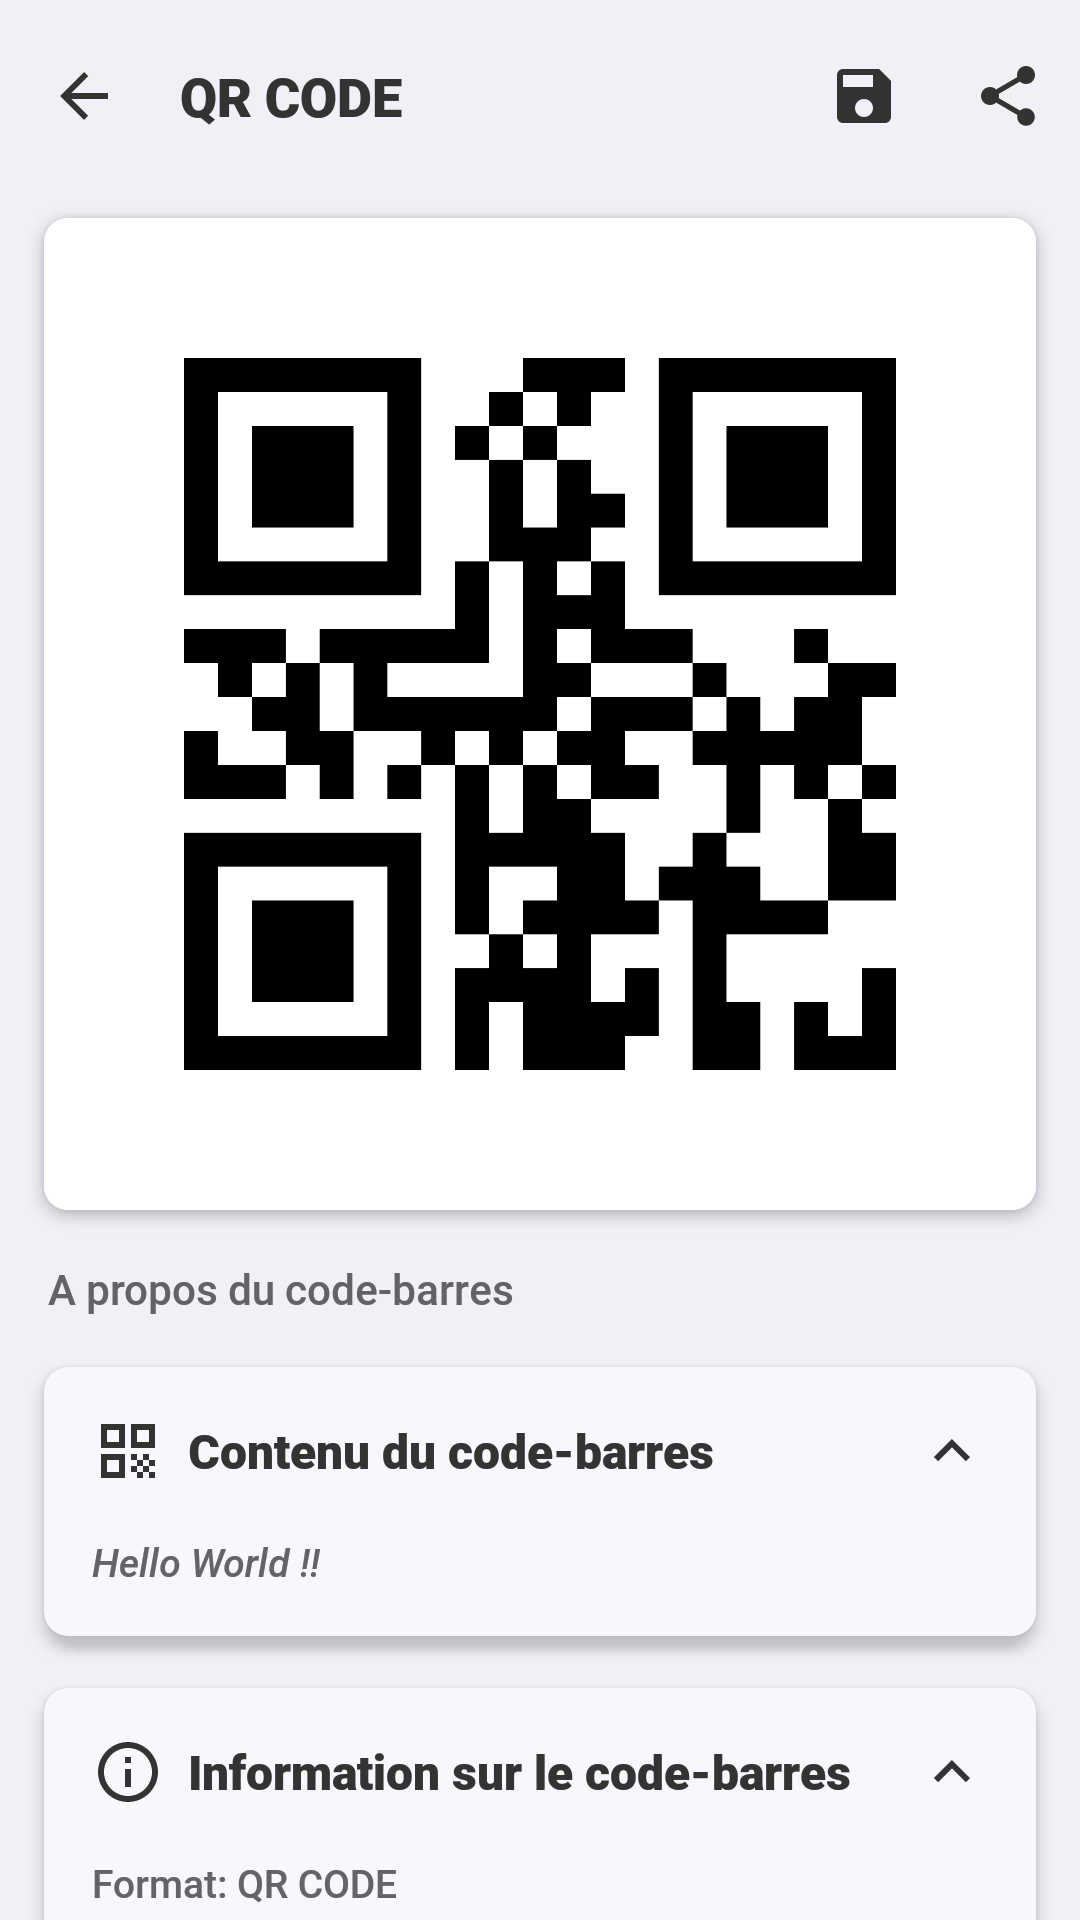 QR CODE
A propos du code-barres
Contenu du code-barres
Hello World !!
Information sur le code-barres
Format: QR CODE